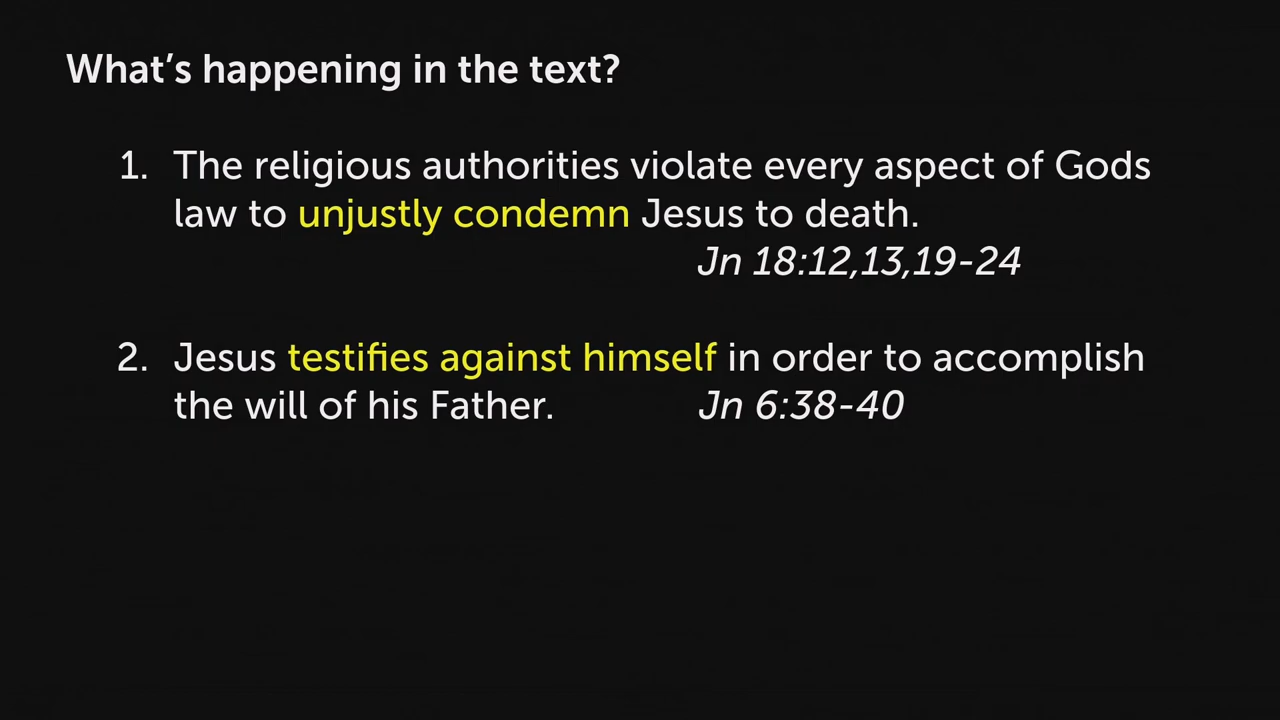 What’s happening in the text?
1. The religious authorities violate every aspect of Gods
law to unjustly condemn Jesus to death.
Jn 18:12,13,19-24
2. Jesus testifies against himself in order to accomplish
the will of his Father. Jn 6:38-40